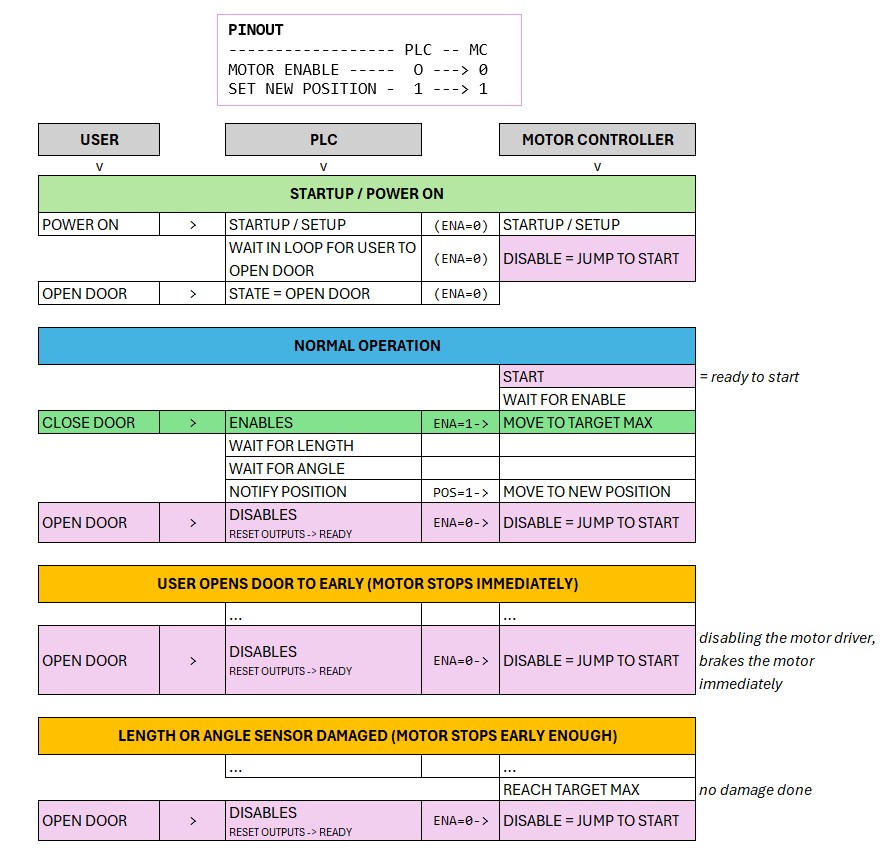 PINOUT
------------------ PLC -- MC
MOTOR ENABLE ----- O ---> 0
SET NEW POSITION - 1 ---> 1
USER PLC MOTOR CONTROLLER
v v v
STARTUP / POWER ON
POWER ON > STARTUP / SETUP (ENA=0) STARTUP / SETUP
WAIT IN LOOP FOR USER TO
OPEN DOOR (ENA=0) DISABLE = JUMP TO START
OPEN DOOR > STATE = OPEN DOOR (ENA=0)
NORMAL OPERATION
START = ready to start
WAIT FOR ENABLE
CLOSE DOOR > ENABLES ENA=1-> MOVE TO TARGET MAX
WAIT FOR LENGTH
WAIT FOR ANGLE
NOTIFY POSITION POS=1-> MOVE TO NEW POSITION
OPEN DOOR > DISABLES ENA=0-> DISABLE = JUMP TO START
RESET OUTPUTS -> READY
USER OPENS DOOR TO EARLY (MOTOR STOPS IMMEDIATELY)
... ...
OPEN DOOR > DISABLES ENA=0-> DISABLE = JUMP TO START
RESET OUTPUTS -> READY
disabling the motor driver,
brakes the motor
immediately
LENGTH OR ANGLE SENSOR DAMAGED (MOTOR STOPS EARLY ENOUGH)
... ...
REACH TARGET MAX no damage done
OPEN DOOR > DISABLES ENA=0-> DISABLE = JUMP TO START
RESET OUTPUTS -> READY